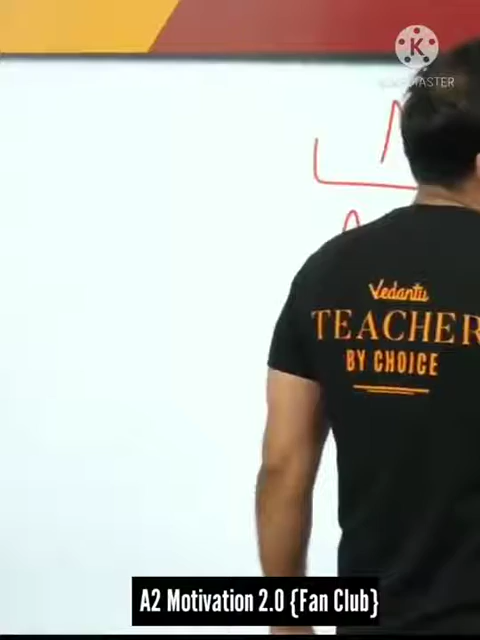 K
Vedantu
TEACHER
BY CHOICE
A2 Motivation 2.0 {Fan Club}